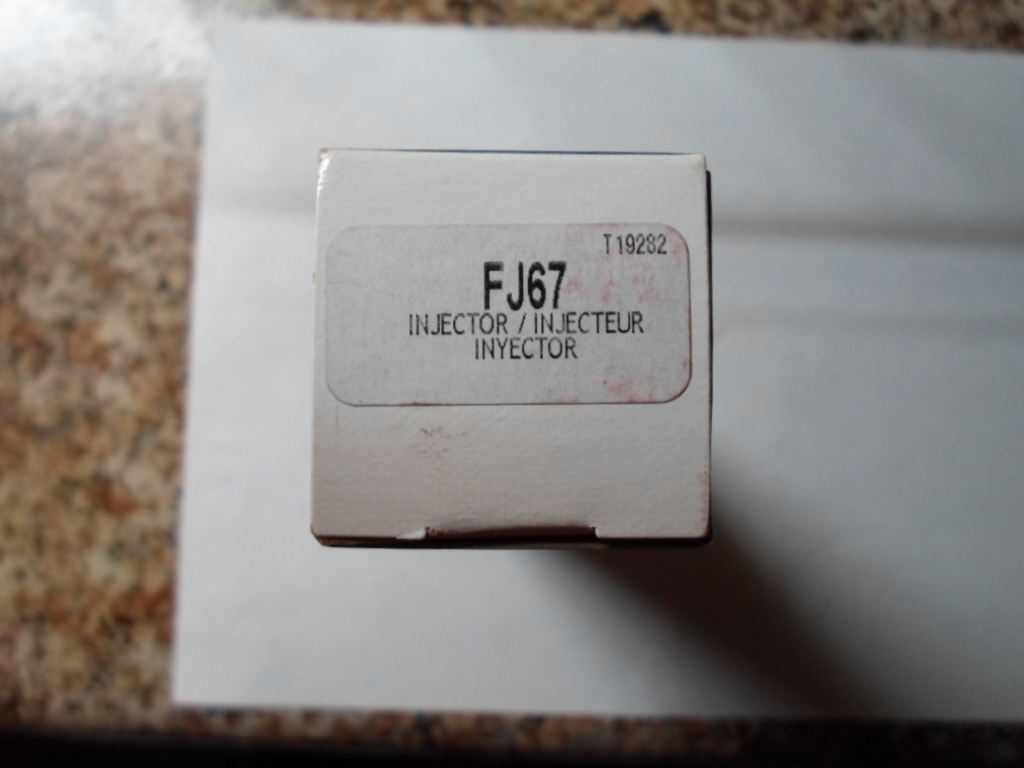 T19282
FJ67
INJECTOR / INJECTEUR
INYECTOR